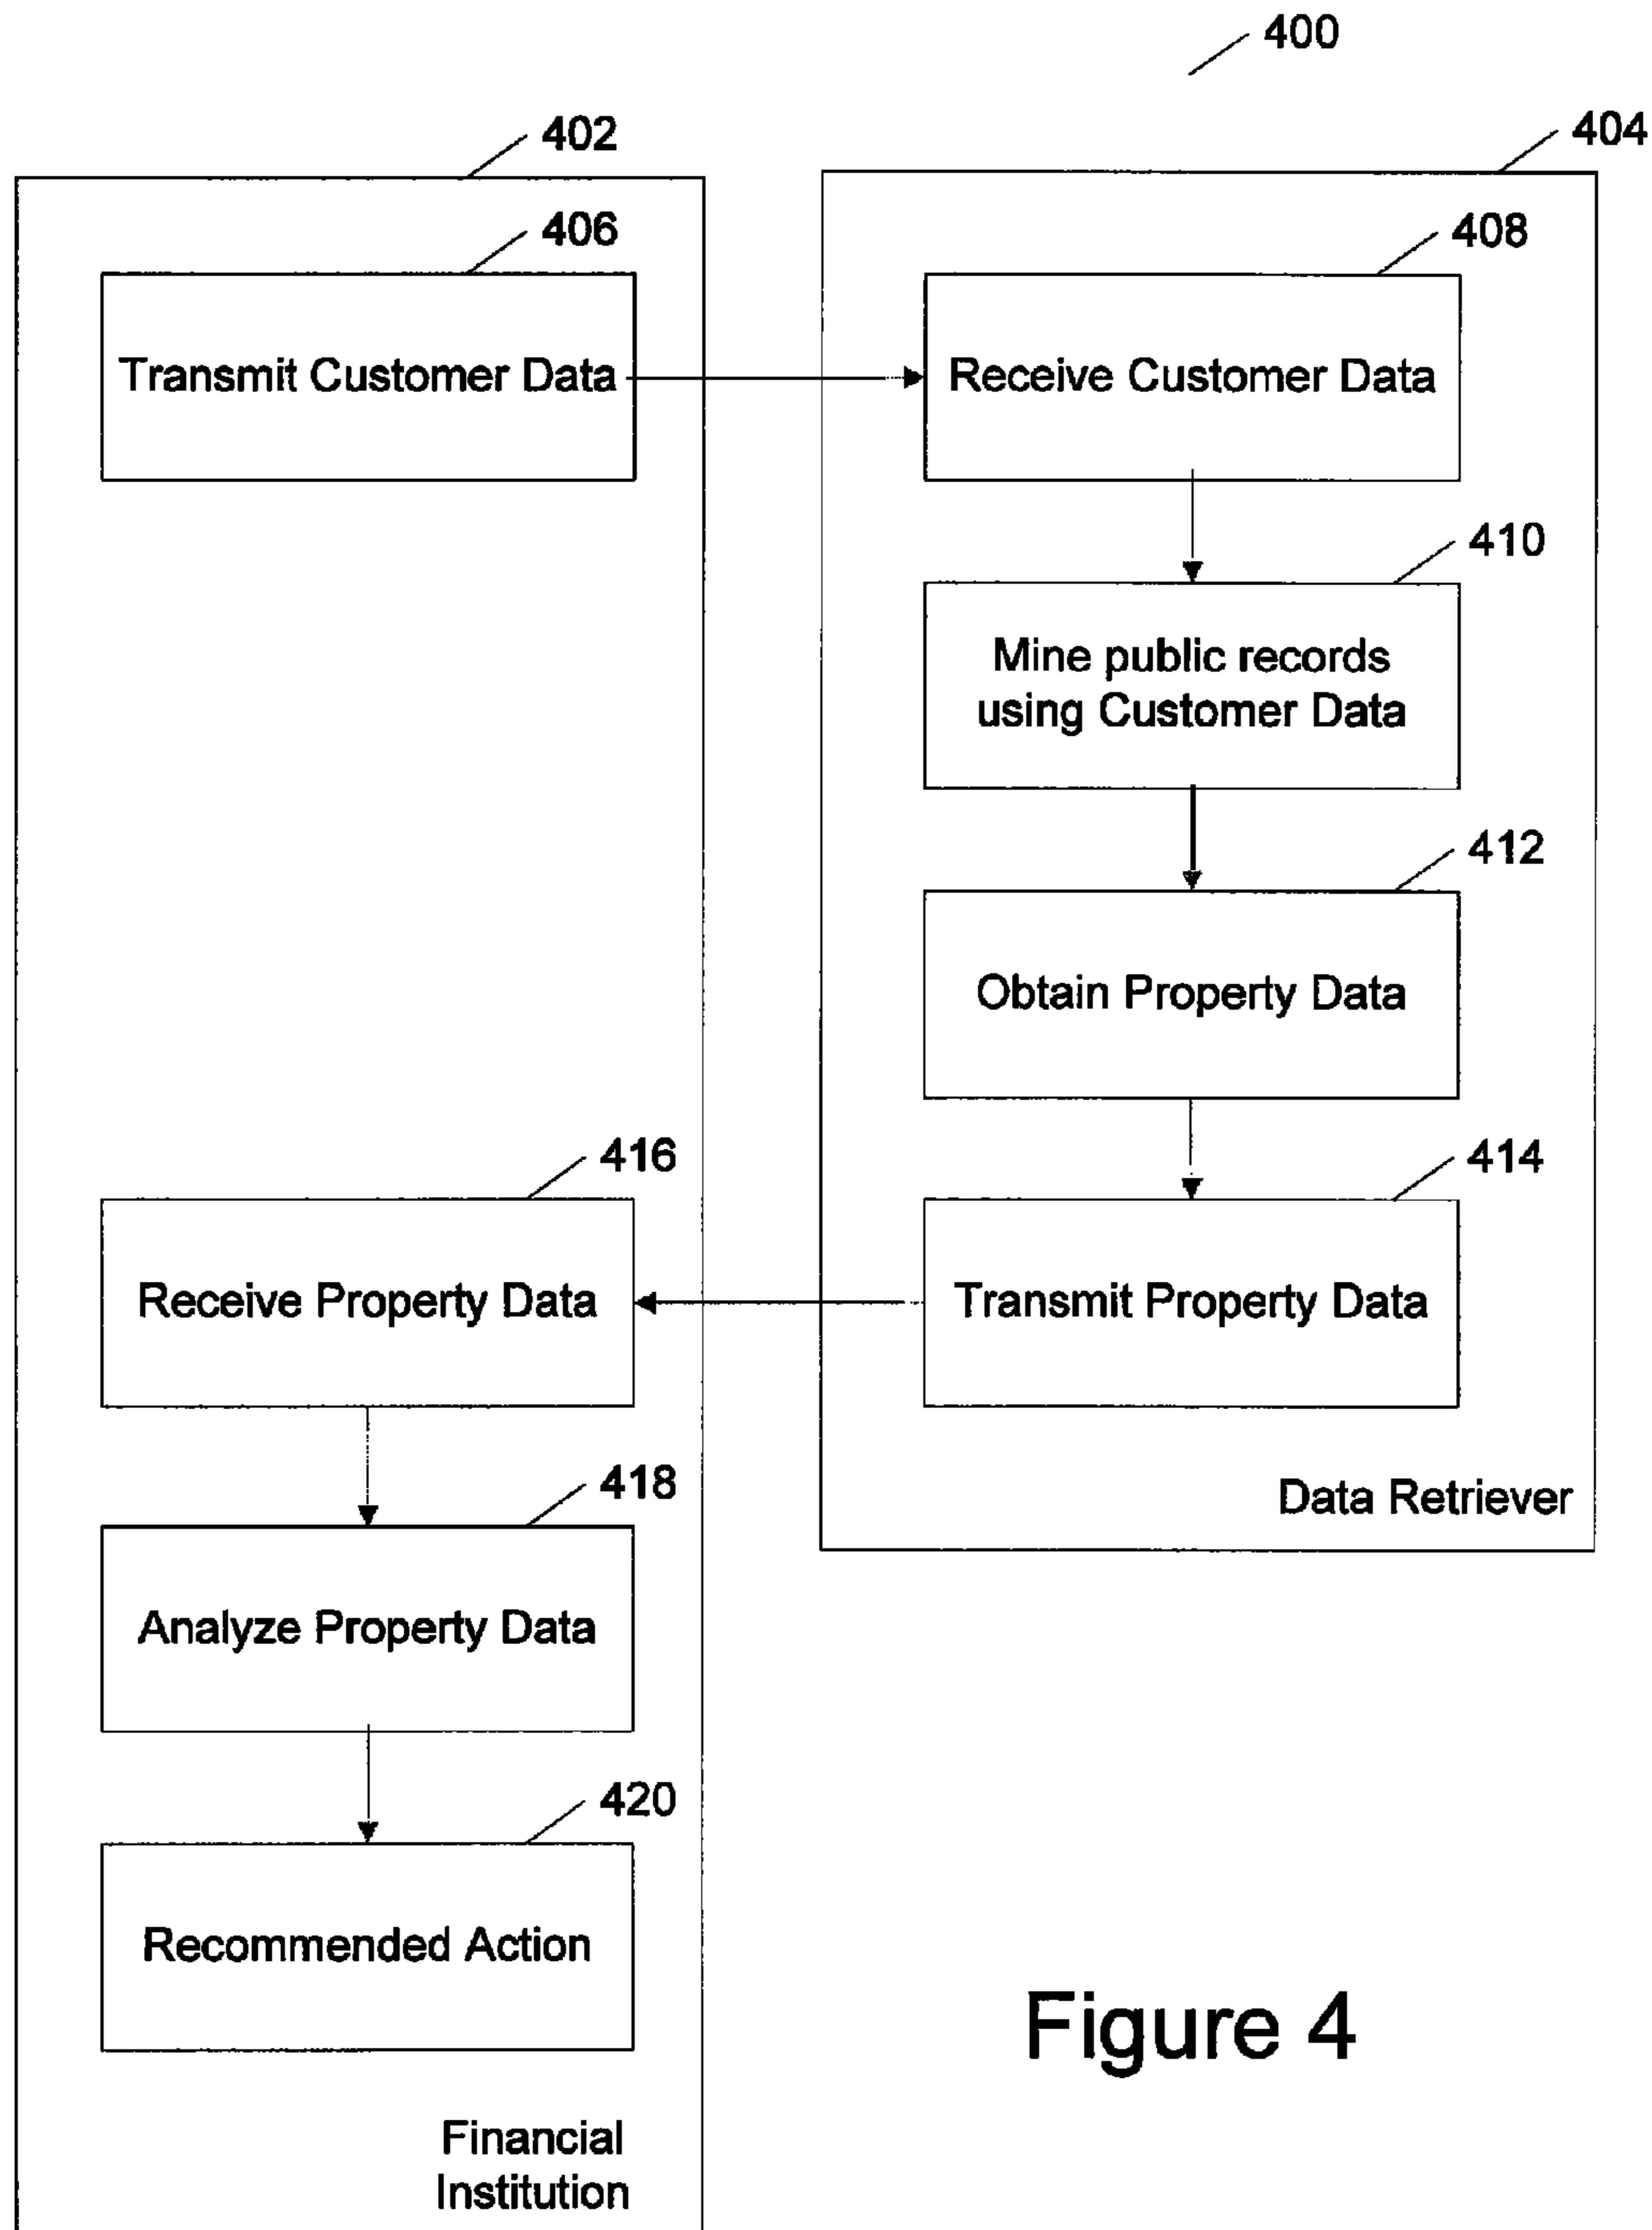 400
402
404
406
Transmit Customer Data
408
Receive Customer Data
410
Mine public records
using Customer Data
412
Obtain Property Data
414
Transmit Property Data
416
Receive Property Data
Data Retriever
418
Analyze Property Data
420
Recommended Action
Financial
Institution
Figure 4